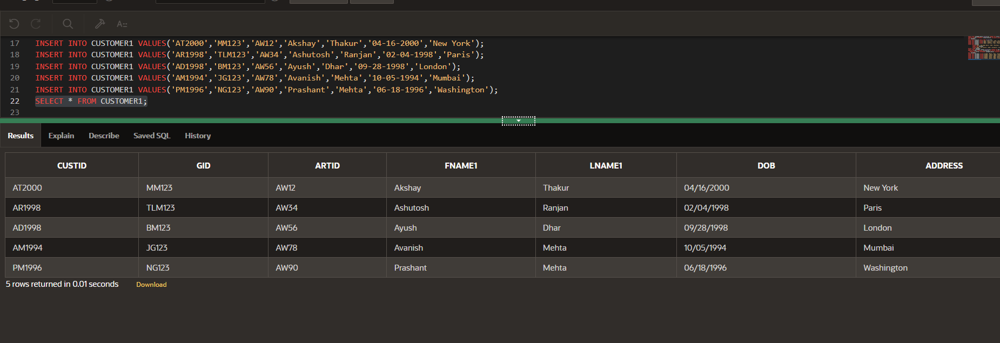 A::
17 INSERT INTO CUSTOMER1 VALUES('AT2000','MM123','AW12','Akshay','Thakur','04-16-2000','New York');
18 INSERT INTO CUSTOMER1 VALUES('AR1998','TLM123','AW34','Ashutosh','Ranjan','02-04-1998','Paris');
19 INSERT INTO CUSTOMER1 VALUES('AD1998','BM123','AW56','Ayush','Dhar','09-28-1998','London');
20 INSERT INTO CUSTOMER1 VALUES('AM1994','JG123','AW78','Avanish','Mehta','10-05-1994','Mumbai');
21 INSERT INTO CUSTOMER1 VALUES('PM1996','NG123','AW90','Prashant','Mehta','06-18-1996','Washington');
22 SELECT * FROM CUSTOMER1;
23
Results Explain Describe Saved SQL History
CUSTID GID ARTID FNAME1 LNAME1 DOB ADDRESS
AT2000 MM123 AW12 Akshay Thakur 04/16/2000 New York
AR1998 TLM123 AW34 Ashutosh Ranjan 02/04/1998 Paris
AD1998 BM123 AW56 Ayush Dhar 09/28/1998 London
AM1994 JG123 AW78 Avanish Mehta 10/05/1994 Mumbai
PM1996 NG123 AW90 Prashant Mehta 06/18/1996 Washington
5 rows returned in 0.01 seconds Download